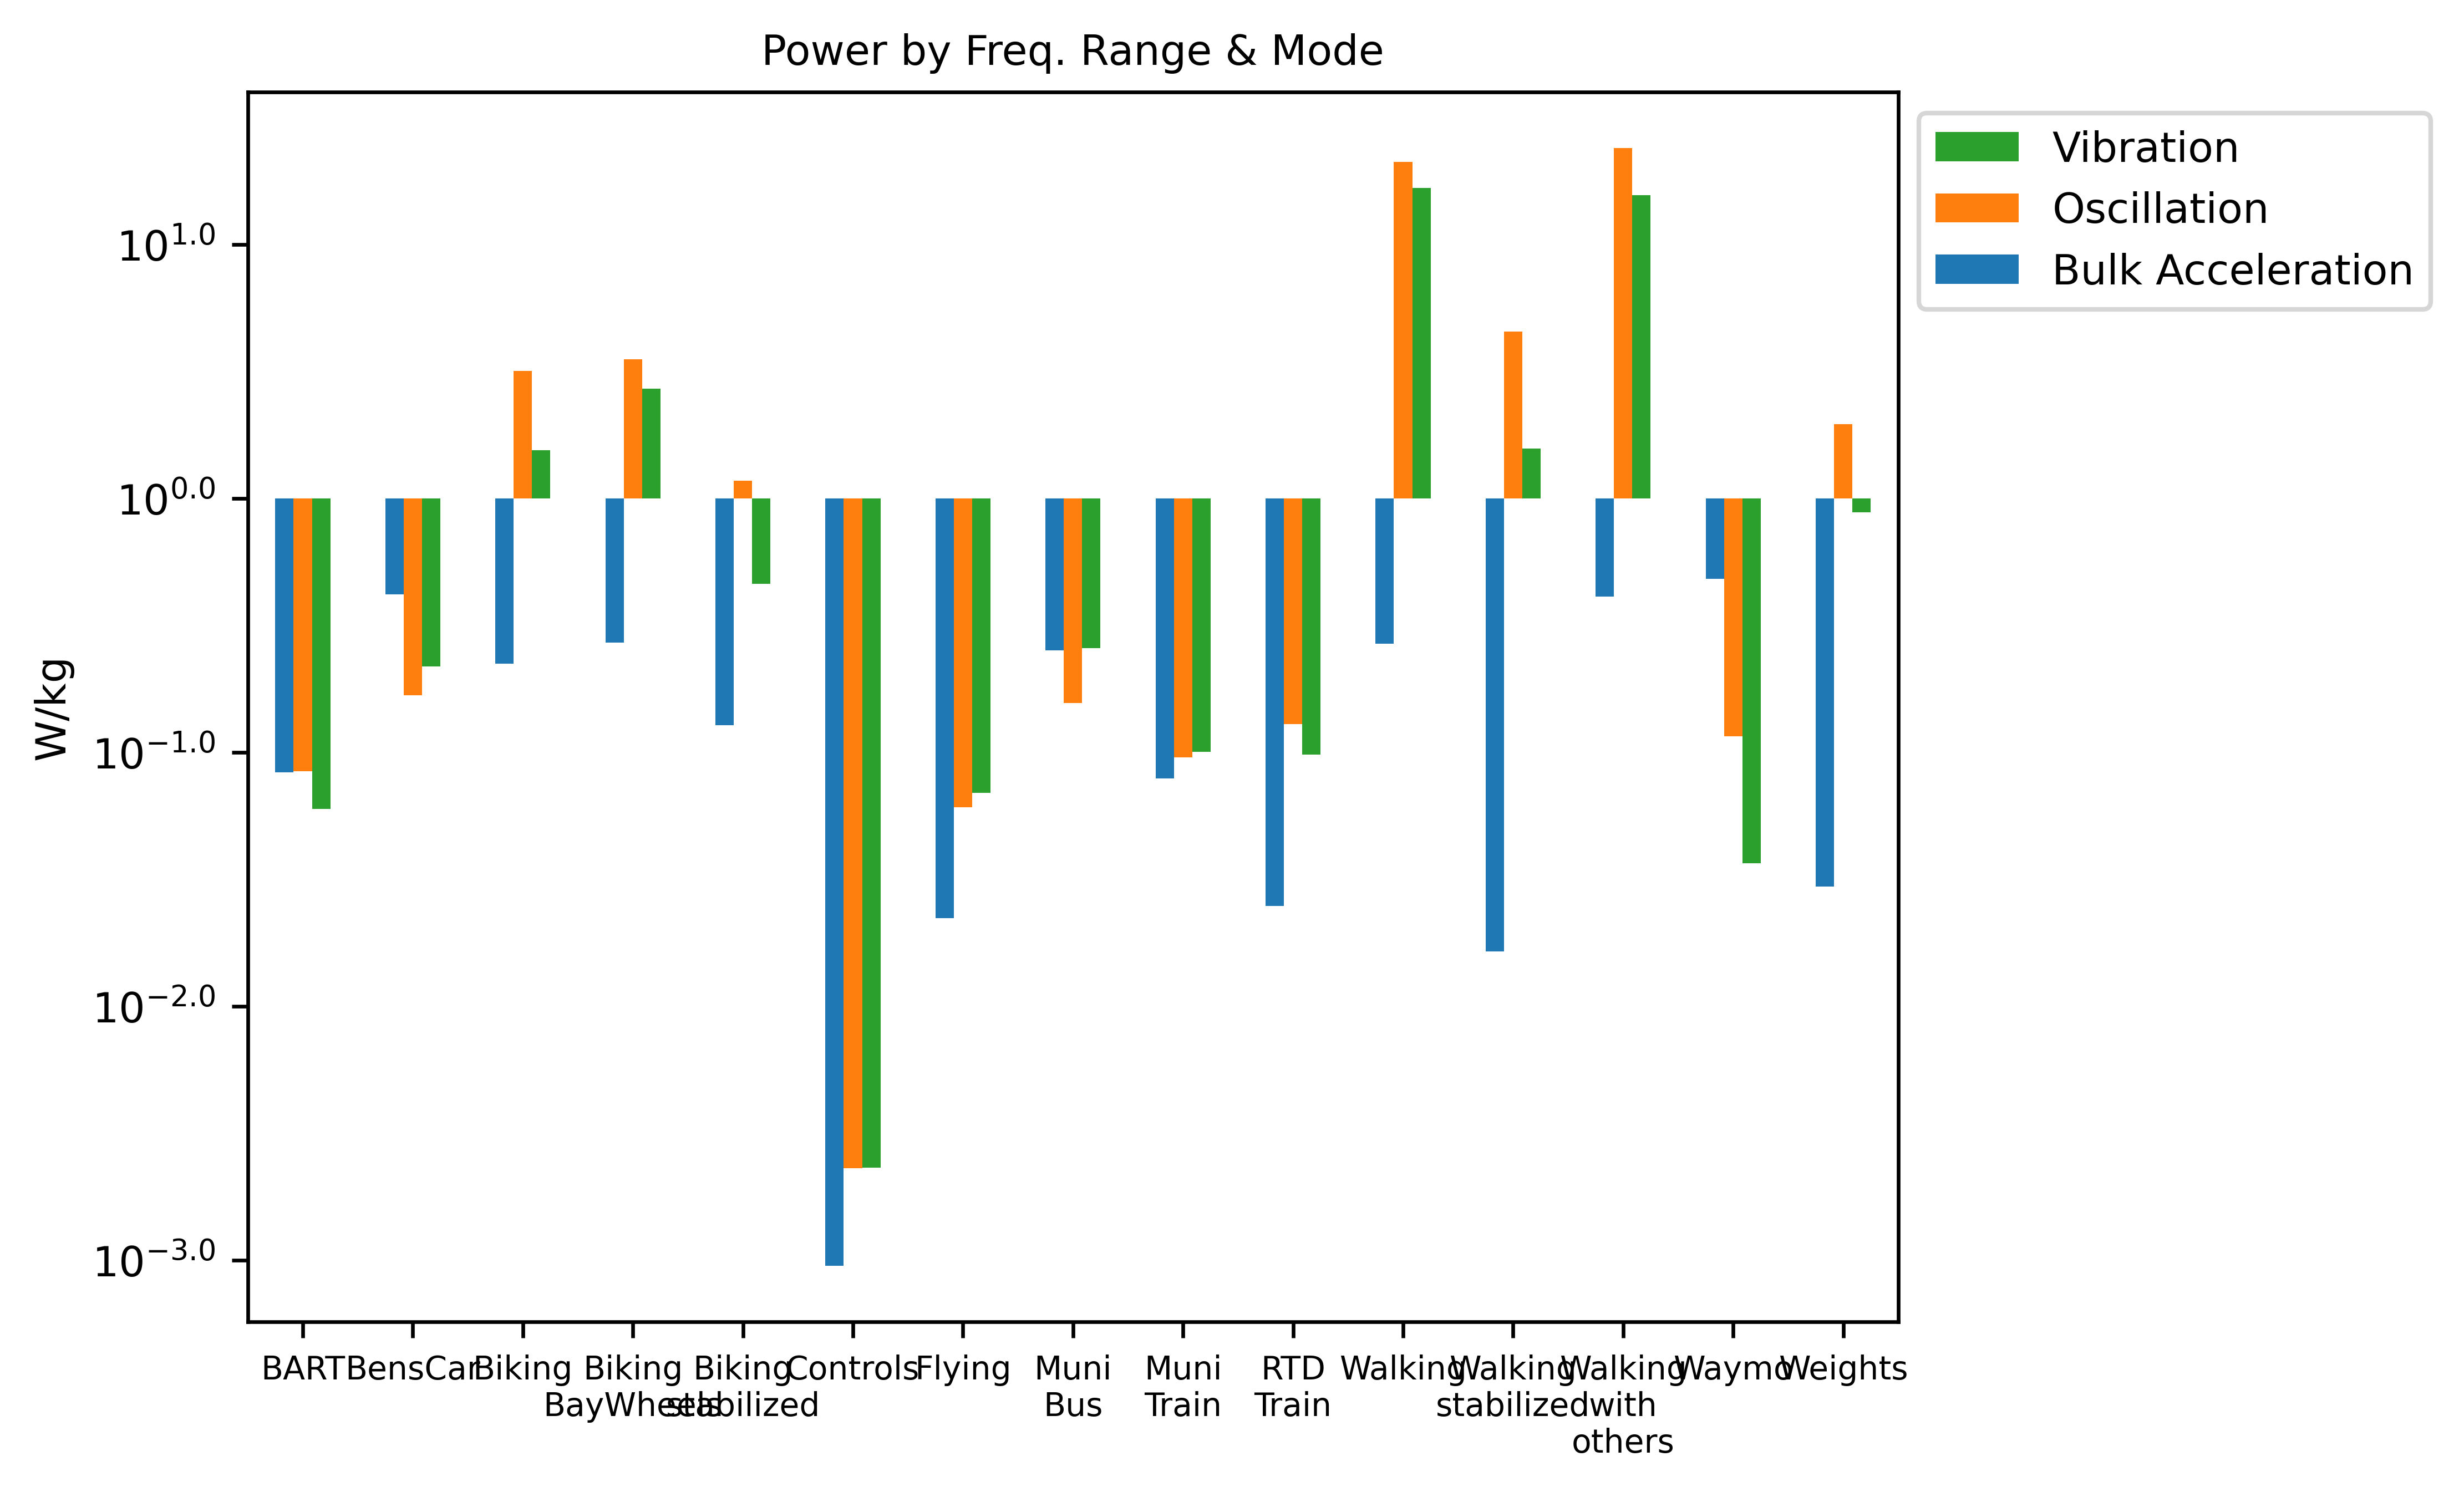 Power by Freq. Range & Mode
Vibration
Oscillation
Bulk Acceleration
W/kg
10^1.0
10^0.0
10^−1.0
10^−2.0
10^−3.0
BART
BensCar
Biking
Biking
BayWheels
Biking
stabilized
Controls
Flying
Muni
Bus
Muni
Train
RTD
Train
Walking
Walking
stabilized
Walking
with
others
Waymo
Weights